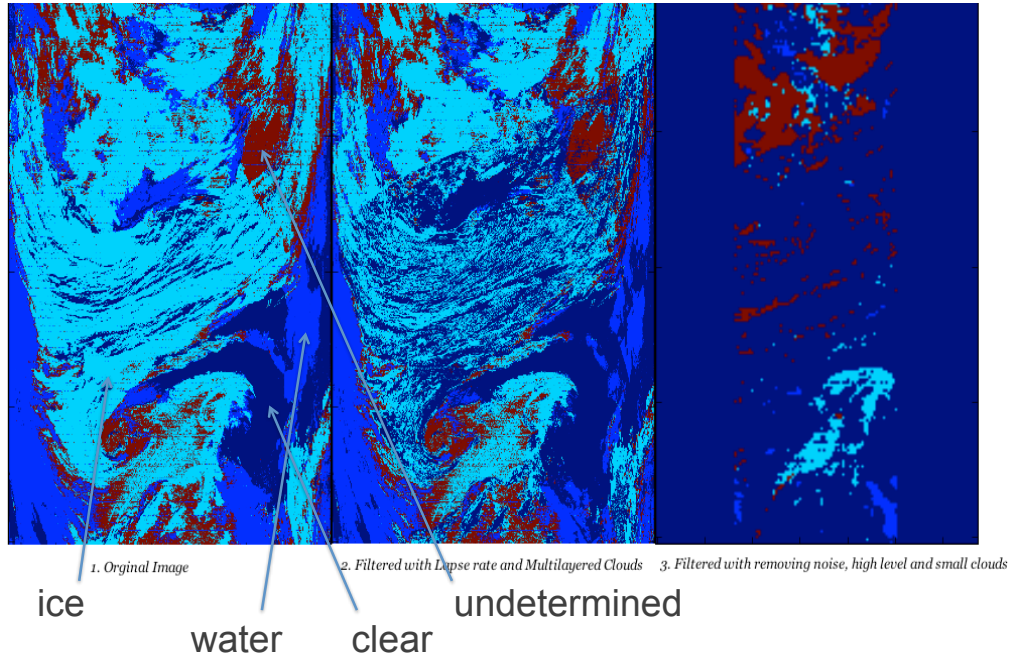 1. Orginal Image
2. Filtered with Lapse rate and Multilayered Clouds
3. Filtered with removing noise, high level and small clouds
ice
undetermined
water
clear